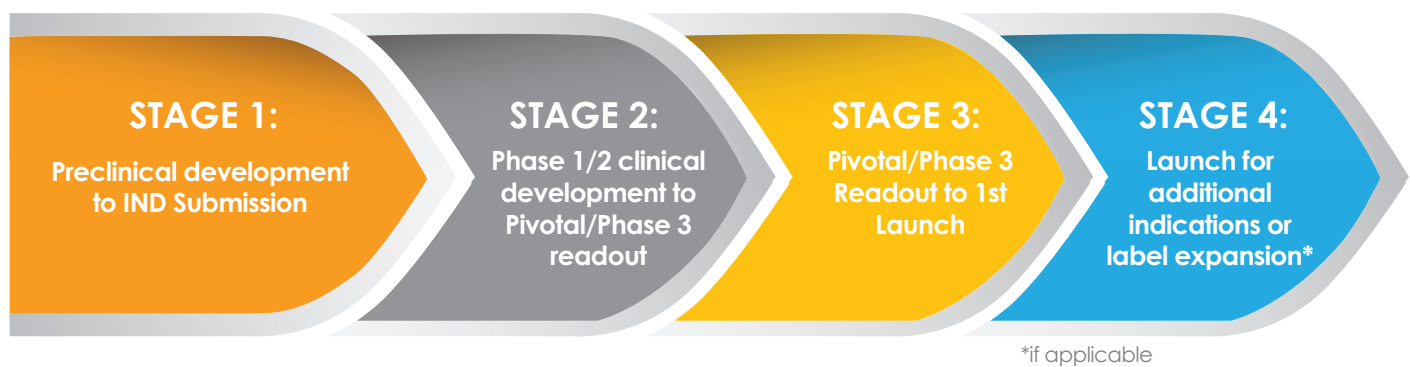 STAGE 1:
Preclinical development
to IND Submission
STAGE 2:
Phase 1/2 clinical
development to
Pivotal/Phase 3
readout
STAGE 3:
Pivotal/Phase 3
Readout to 1st
Launch
STAGE 4:
Launch for
additional
indications or
label expansion*
*if applicable